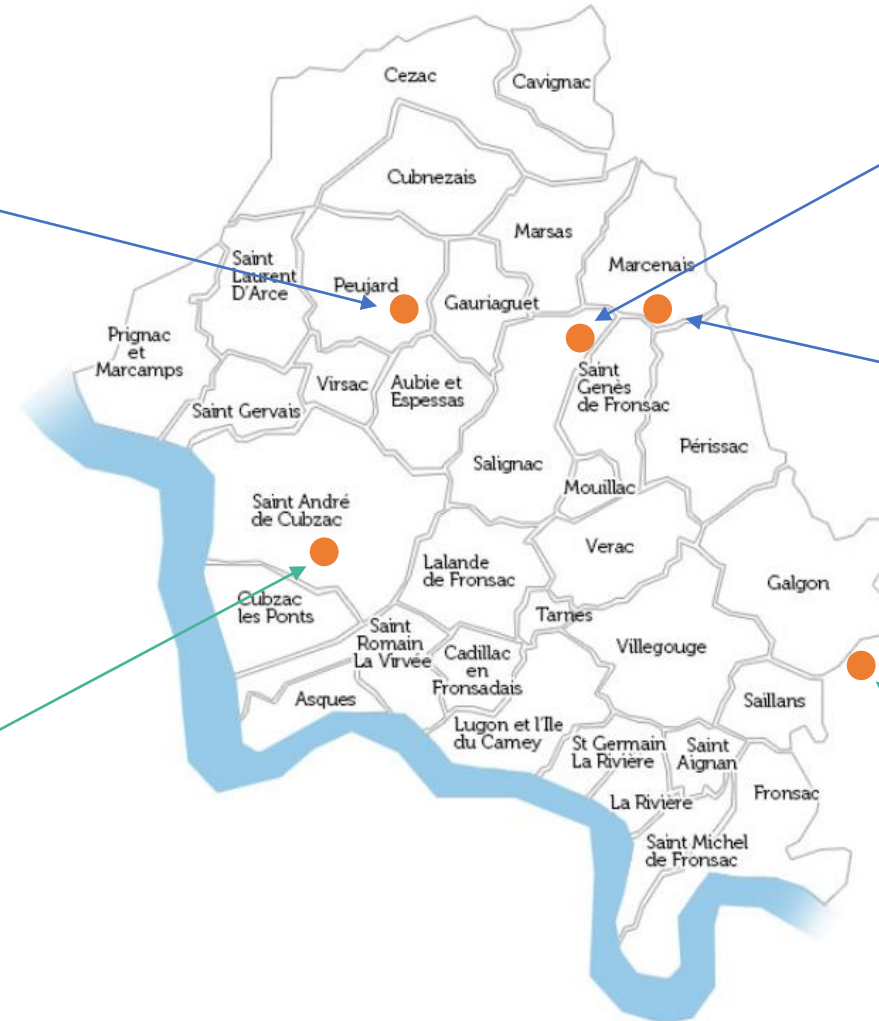 Cezac
Cavignac
Cubnezais
Marsas
Marcenais
Saint
Laurent
D'Arce
Peujard
Gauriaguet
Prignac
et
Marcamps
Virsac
Aubie et
Espessas
Saint Gervais
Saint
Genès
de Fronsac
Périssac
Salignac
Mouillac
Saint André
de Cubzac
Verac
Lalande
de Fronsac
Galgon
Cubzac
les Ponts
Tarnes
Saint
Romain
La Virvée
Villegouge
Cadillac
en
Fronsadais
Asques
Saillans
Lugon et l'Ile
du Camey
St Germain
La Rivière
Saint
Aignan
Fronsac
La Rivière
Saint Michel
de Fronsac